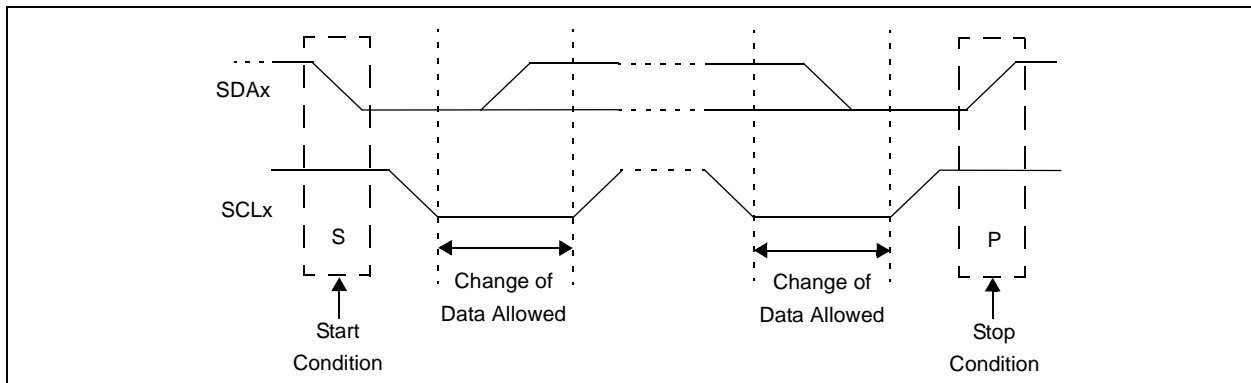 SDAx
SCLx
S
P
Change of
Data Allowed
Change of
Data Allowed
Start
Condition
Stop
Condition